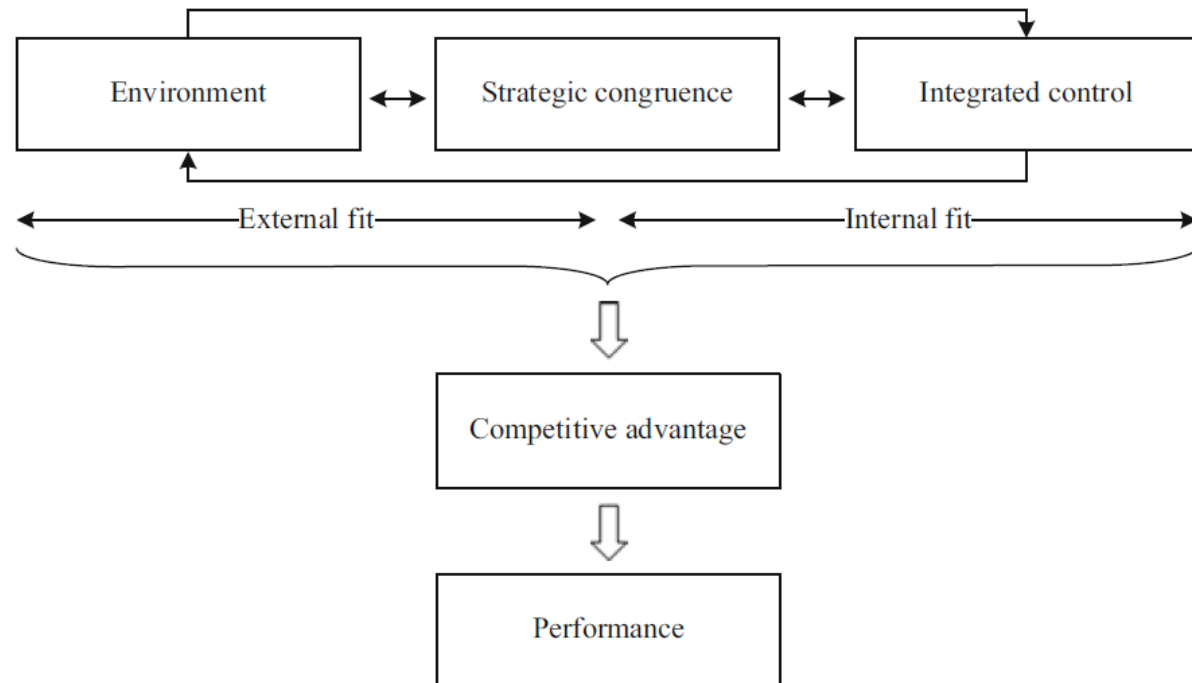 Environment
Strategic congruence
Integrated control
External fit
Internal fit
Competitive advantage
Performance